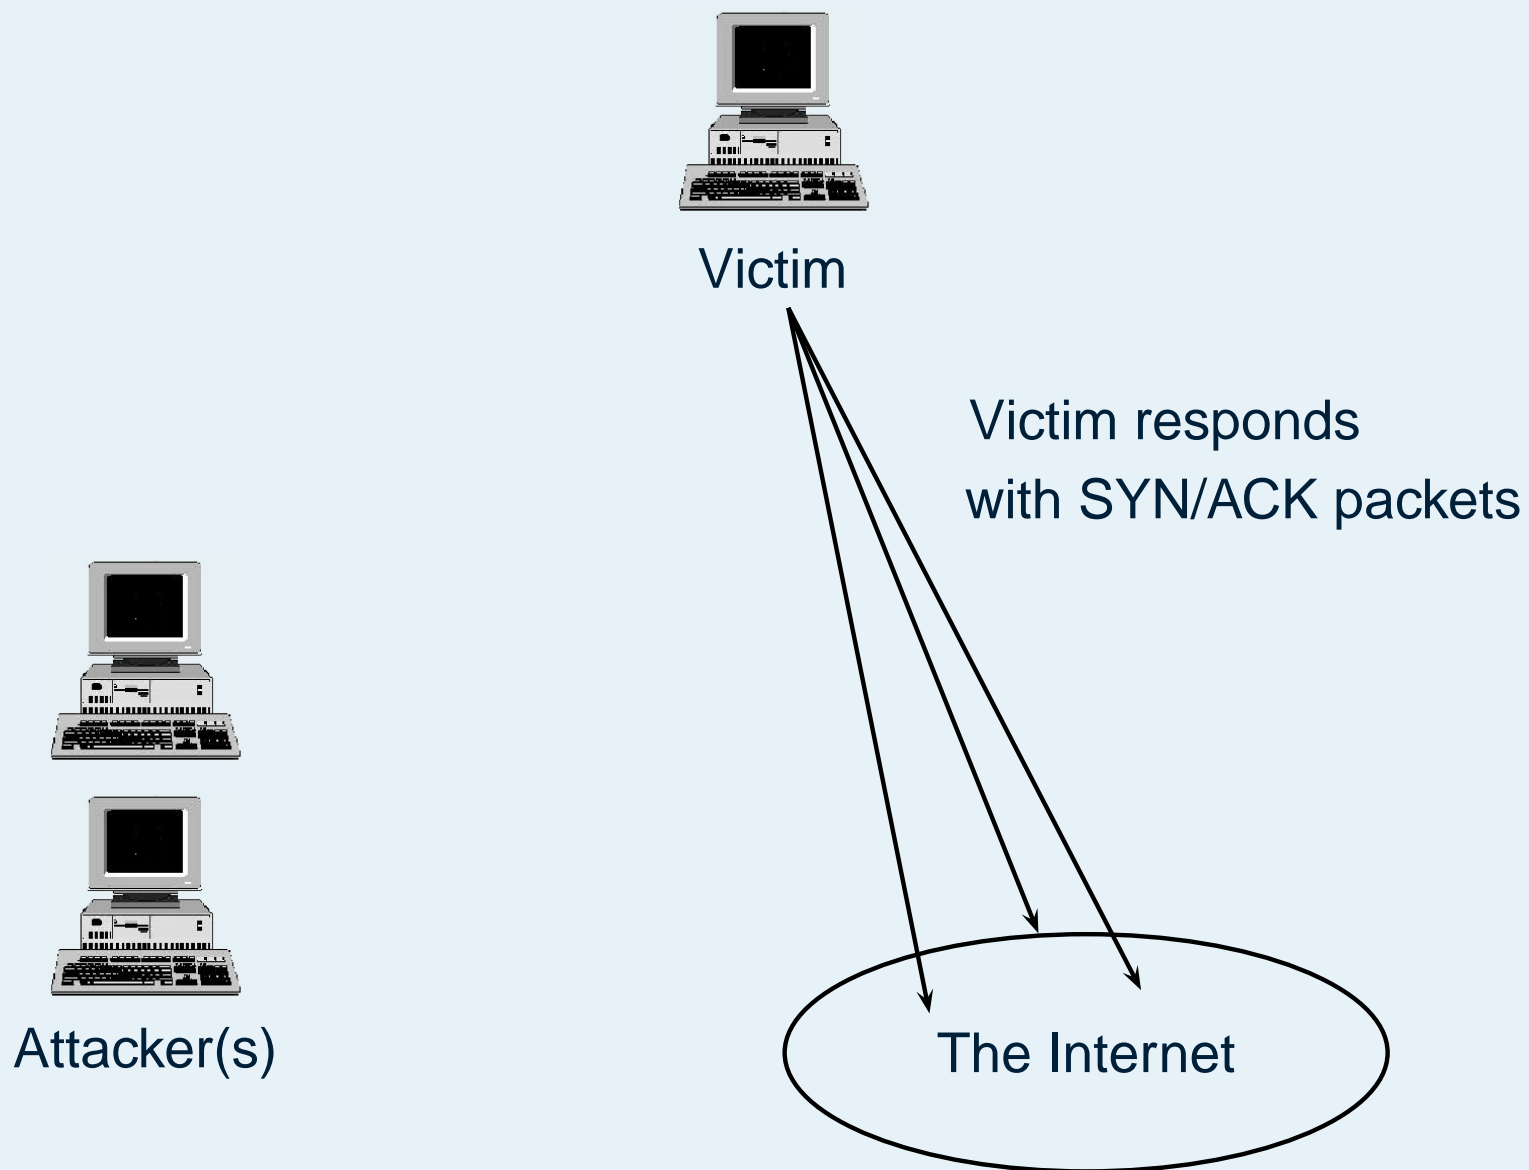 Victim
Victim responds
with SYN/ACK packets
Attacker(s)
The Internet